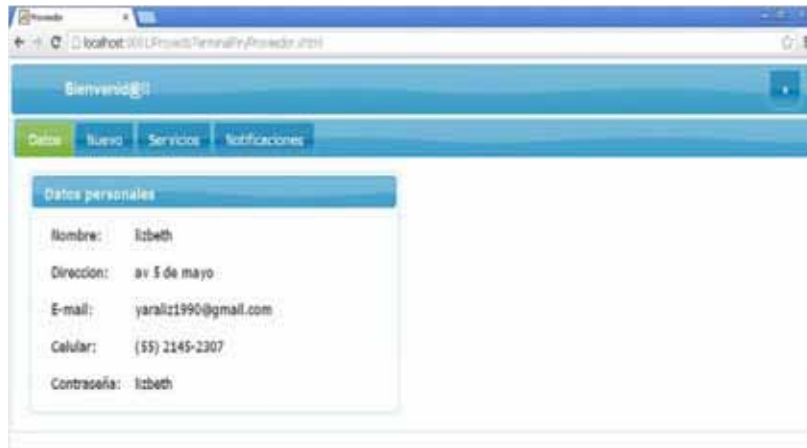 Proveedor
Bienvenid@!!
Datos Nuevo Servicios Notificaciones
Datos personales
Nombre: lizbeth
Direccion: av 5 de mayo
E-mail: yaraliz1990@gmail.com
Celular: (55) 2145-2307
Contraseña: lizbeth